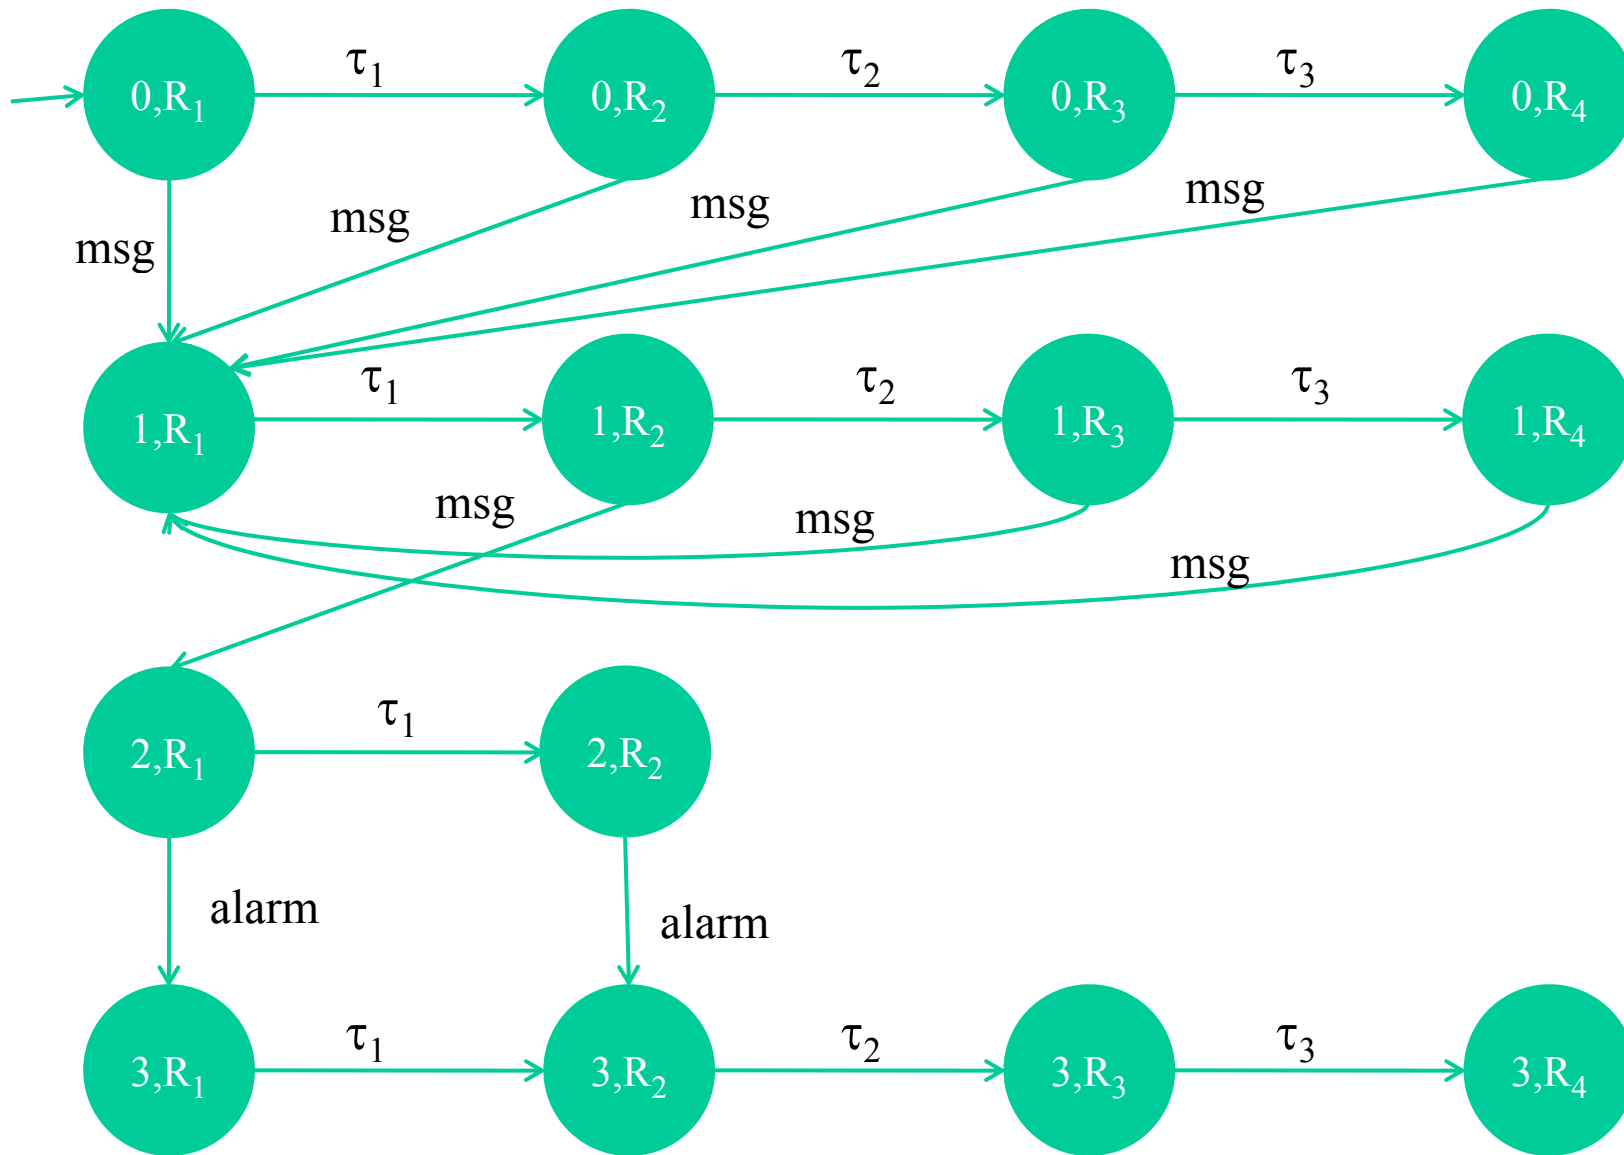 τ₁ τ₂ τ₃
0,R₁ 0,R₂ 0,R₃ 0,R₄
msg msg msg msg
τ₁ τ₂ τ₃
1,R₁ 1,R₂ 1,R₃ 1,R₄
msg msg msg
τ₁
2,R₁ 2,R₂
alarm alarm
τ₁ τ₂ τ₃
3,R₁ 3,R₂ 3,R₃ 3,R₄